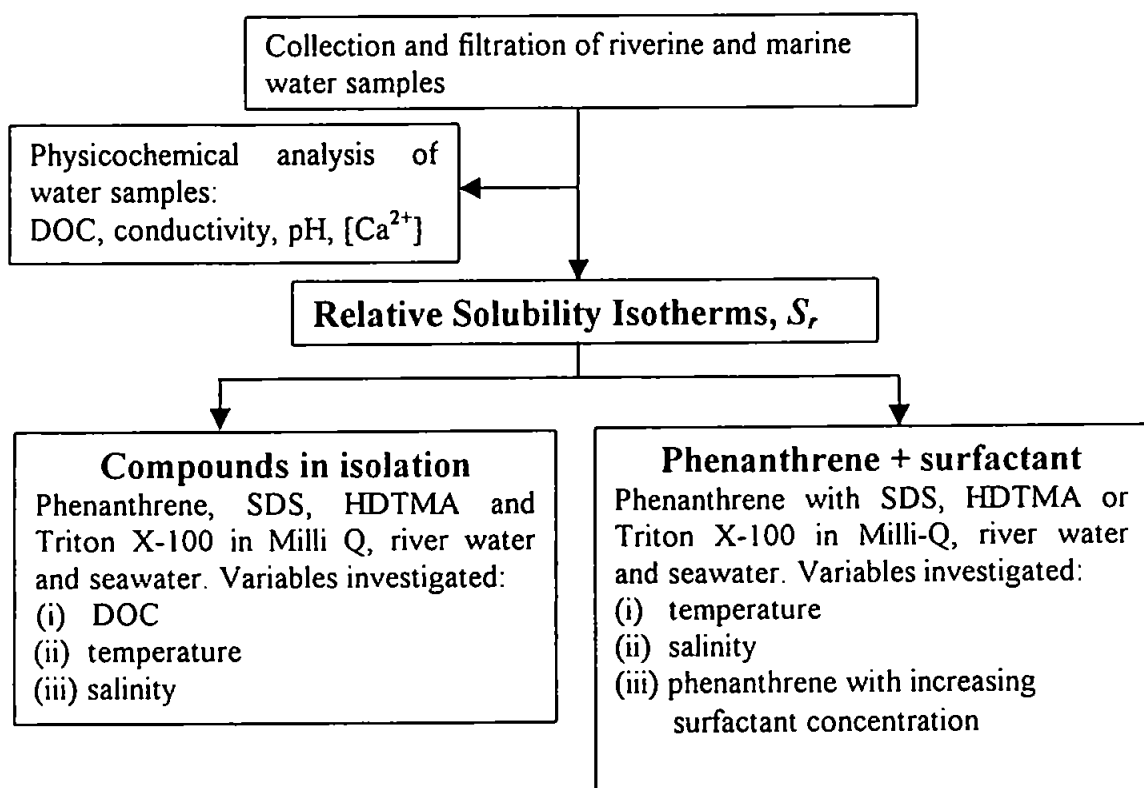 Collection and filtration of riverine and marine
water samples
Physicochemical analysis of
water samples:
DOC, conductivity, pH, [Ca²⁺]
Relative Solubility Isotherms, Sᵣ
Compounds in isolation
Phenanthrene, SDS, HDTMA and
Triton X-100 in Milli Q, river water
and seawater. Variables investigated:
(i) DOC
(ii) temperature
(iii) salinity
Phenanthrene + surfactant
Phenanthrene with SDS, HDTMA or
Triton X-100 in Milli-Q, river water
and seawater. Variables investigated:
(i) temperature
(ii) salinity
(iii) phenanthrene with increasing
surfactant concentration